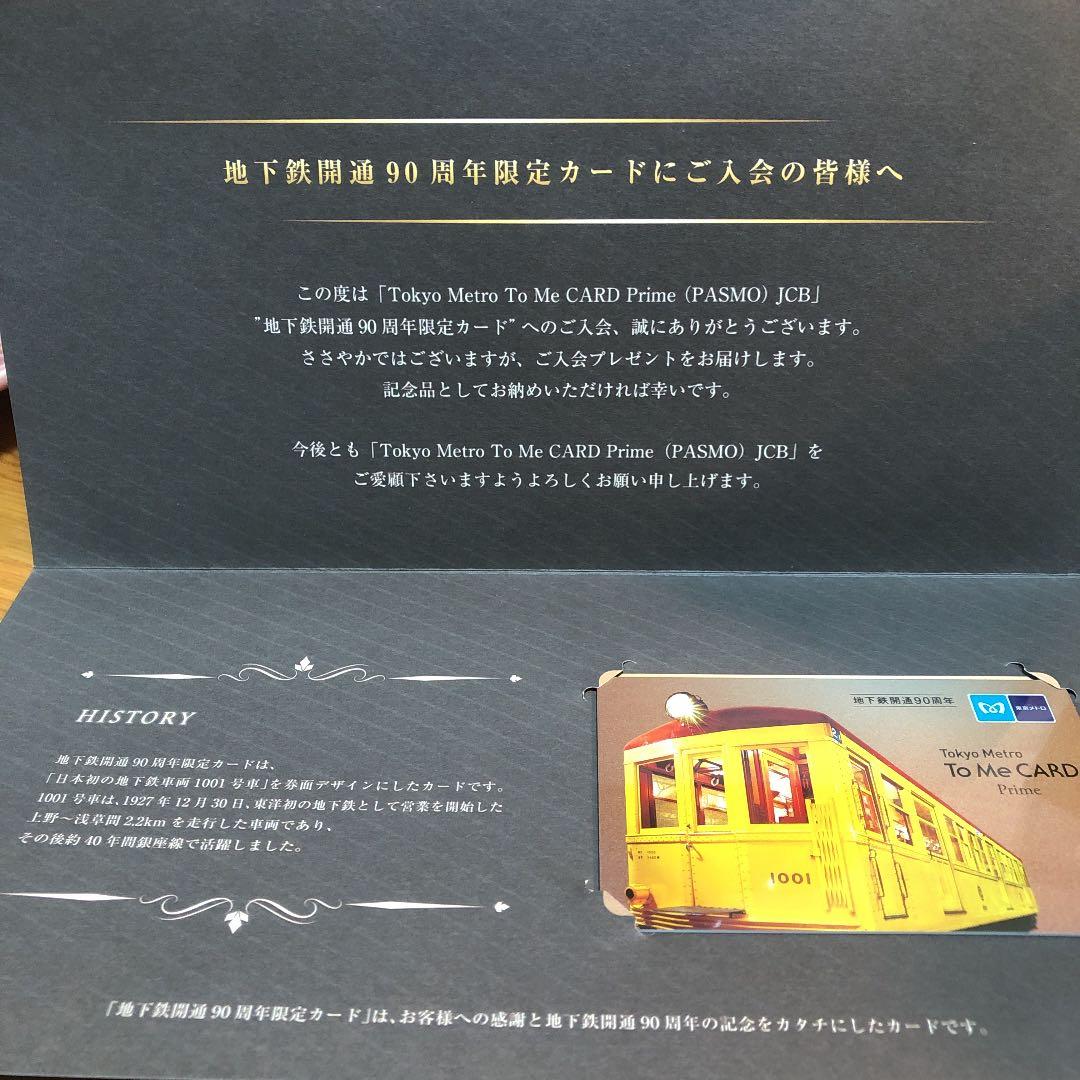 地下鉄開通90周年限定カードにご入会の皆様へ
この度は「Tokyo Metro To Me CARD Prime（PASMO）JCB」
”地下鉄開通90周年限定カード”へのご入会、誠にありがとうございます。
ささやかではございますが、ご入会プレゼントをお届けします。
記念品としてお納めいただければ幸いです。
今後とも「Tokyo Metro To Me CARD Prime（PASMO）JCB」を
ご愛顧下さいますようよろしくお願い申し上げます。
HISTORY
地下鉄開通90周年限定カードは、
「日本初の地下鉄車両1001号車」を券面デザインにしたカードです。
1001号車は、1927年12月30日、東洋初の地下鉄として営業を開始した
上野～浅草間2.2kmを走行した車両であり、
その後約40年間銀座線で活躍しました。
地下鉄開通90周年
東京メトロ
Tokyo Metro
To Me CARD
Prime
1001
「地下鉄開通90周年限定カード」は、お客様への感謝と地下鉄開通90周年の記念をカタチにしたカードです。